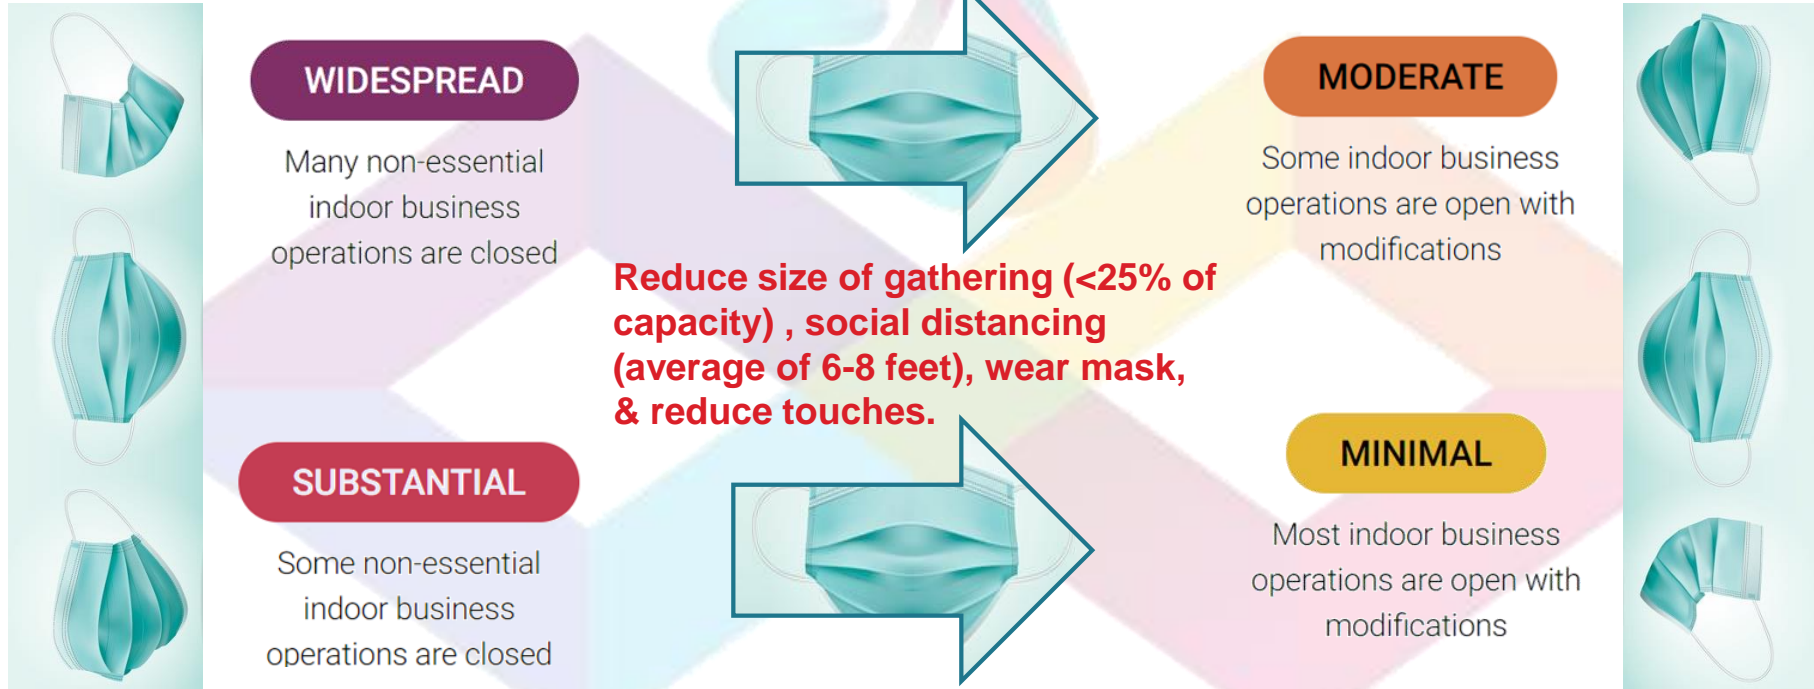 WIDESPREAD
Many non-essential
indoor business
operations are closed
MODERATE
Some indoor business
operations are open with
modifications
Reduce size of gathering (<25% of
capacity) , social distancing
(average of 6-8 feet), wear mask,
& reduce touches.
SUBSTANTIAL
Some non-essential
indoor business
operations are closed
MINIMAL
Most indoor business
operations are open with
modifications